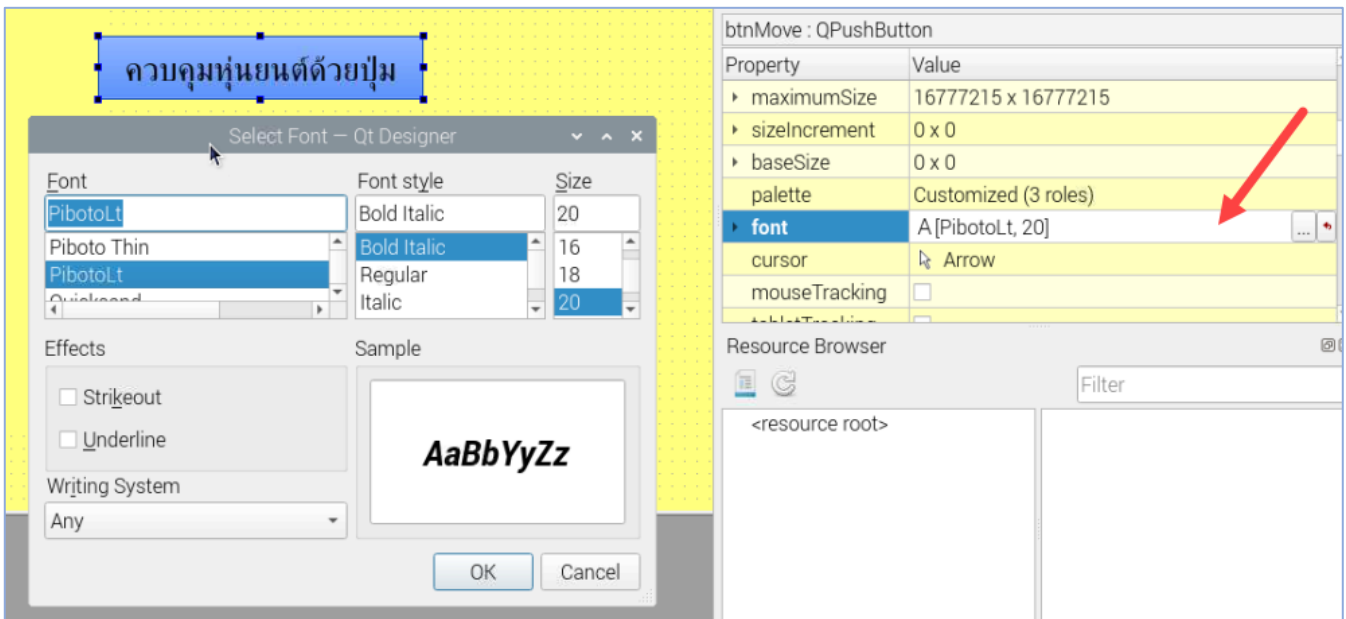 ควบคุมหุ่นยนต์ด้วยปุ่ม
Select Font — Qt Designer
Font
Font style
Size
PibotoLt
Bold Italic
20
Piboto Thin
Bold Italic
16
PibotoLt
Regular
18
Quicksand
Italic
20
Effects
Sample
Strikeout
Underline
AaBbYyZz
Writing System
Any
OK
Cancel
btnMove : QPushButton
Property
Value
maximumSize
16777215 x 16777215
sizeIncrement
0 x 0
baseSize
0 x 0
palette
Customized (3 roles)
font
A [PibotoLt, 20]
...
cursor
Arrow
mouseTracking
tabletTracking
Resource Browser
Filter
<resource root>